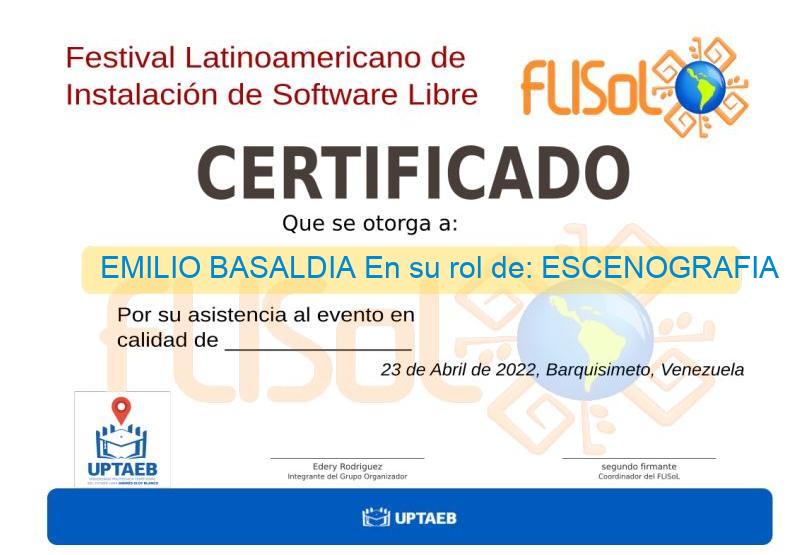 Festival Latinoamericano de
Instalación de Software Libre
FLISoL
CERTIFICADO
Que se otorga a:
EMILIO BASALDIA En su rol de: ESCENOGRAFIA
Por su asistencia al evento en
calidad de
23 de Abril de 2022, Barquisimeto, Venezuela
FLISoL
UPTAEB
Edery Rodriguez
Integrante del Grupo Organizador
segundo firmante
Coordinador del FLISoL
UPTAEB